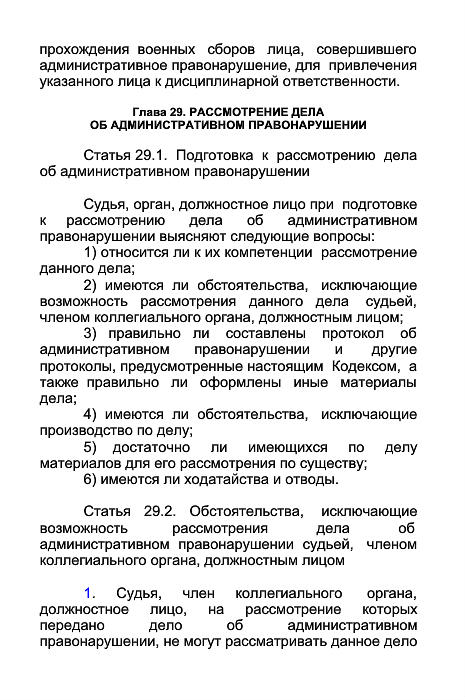 прохождения военных сборов лица, совершившего
административное правонарушение, для привлечения
указанного лица к дисциплинарной ответственности.
Глава 29. РАССМОТРЕНИЕ ДЕЛА
ОБ АДМИНИСТРАТИВНОМ ПРАВОНАРУШЕНИИ
Статья 29.1. Подготовка к рассмотрению дела
об административном правонарушении
Судья, орган, должностное лицо при подготовке
к рассмотрению дела об административном
правонарушении выясняют следующие вопросы:
1) относится ли к их компетенции рассмотрение
данного дела;
2) имеются ли обстоятельства, исключающие
возможность рассмотрения данного дела судьей,
членом коллегиального органа, должностным лицом;
3) правильно ли составлены протокол об
административном правонарушении и другие
протоколы, предусмотренные настоящим Кодексом, а
также правильно ли оформлены иные материалы
дела;
4) имеются ли обстоятельства, исключающие
производство по делу;
5) достаточно ли имеющихся по делу
материалов для его рассмотрения по существу;
6) имеются ли ходатайства и отводы.
Статья 29.2. Обстоятельства, исключающие
возможность рассмотрения дела об
административном правонарушении судьей, членом
коллегиального органа, должностным лицом
1. Судья, член коллегиального органа,
должностное лицо, на рассмотрение которых
передано дело об административном
правонарушении, не могут рассматривать данное дело